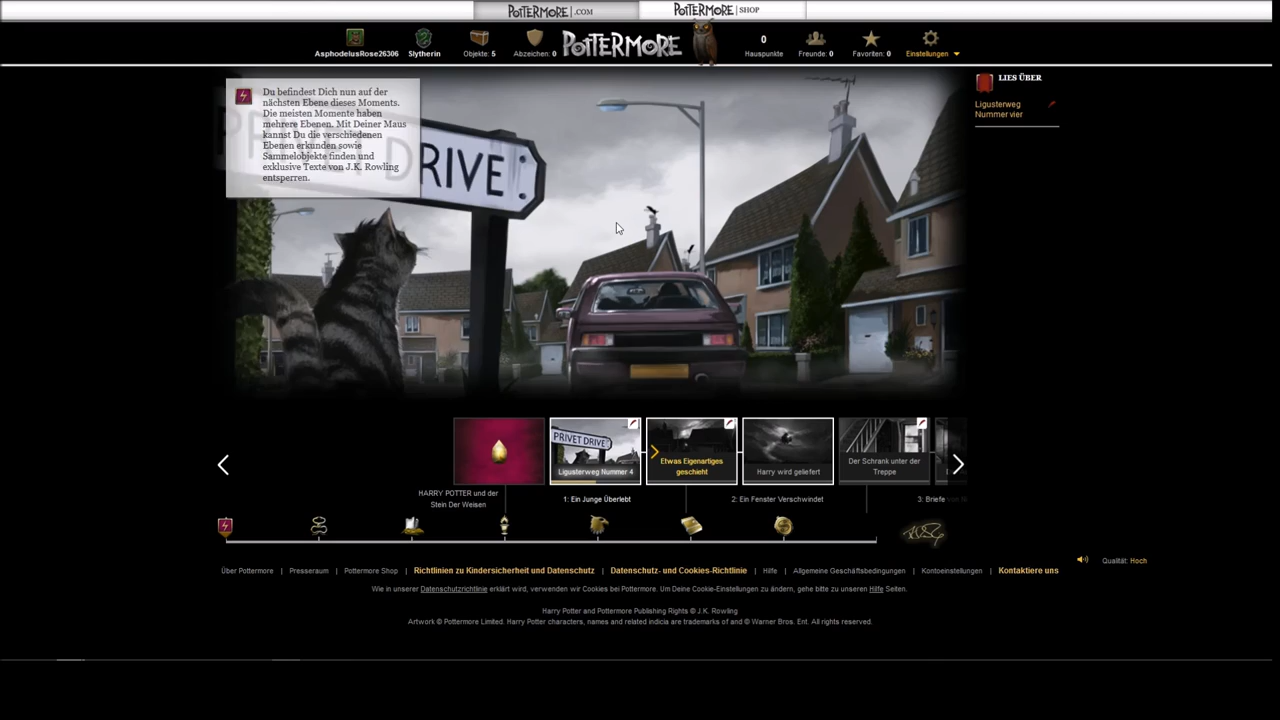 POTTERMORE .COM
POTTERMORE SHOP
AsphodelusRose26306
Slytherin
Objekte: 5
Abzeichen: 0
POTTERMORE
0
Hauspunkte
Freunde: 0
Favoriten: 0
Einstellungen
Du befindest Dich nun auf der
nächsten Ebene dieses Moments.
Die meisten Momente haben
mehrere Ebenen. Mit Deiner Maus
kannst Du die verschiedenen
Ebenen erkunden sowie
Sammelobjekte finden und
exklusive Texte von J.K. Rowling
entsperren.
PRIVET DRIVE
LIES ÜBER
Ligusterweg
Nummer vier
PRIVET DRIVE
Ligusterweg Nummer 4
Etwas Eigenartiges
geschieht
Harry wird geliefert
Der Schrank unter der
Treppe
HARRY POTTER und der
Stein Der Weisen
1: Ein Junge Überlebt
2: Ein Fenster Verschwindet
3: Briefe von
Über Pottermore | Presseraum | Pottermore Shop | Richtlinien zu Kindersicherheit und Datenschutz | Datenschutz- und Cookies-Richtlinie | Hilfe | Allgemeine Geschäftsbedingungen | Kontoeinstellungen | Kontaktiere uns
Qualität: Hoch
Wie in unserer Datenschutzrichtlinie erklärt wird, verwenden wir Cookies bei Pottermore. Um Deine Cookie-Einstellungen zu ändern, gehe bitte zu unseren Hilfe Seiten.
Harry Potter and Pottermore Publishing Rights © J.K. Rowling
Artwork © Pottermore Limited. Harry Potter characters, names and related indicia are trademarks of and © Warner Bros. Ent. All rights reserved.